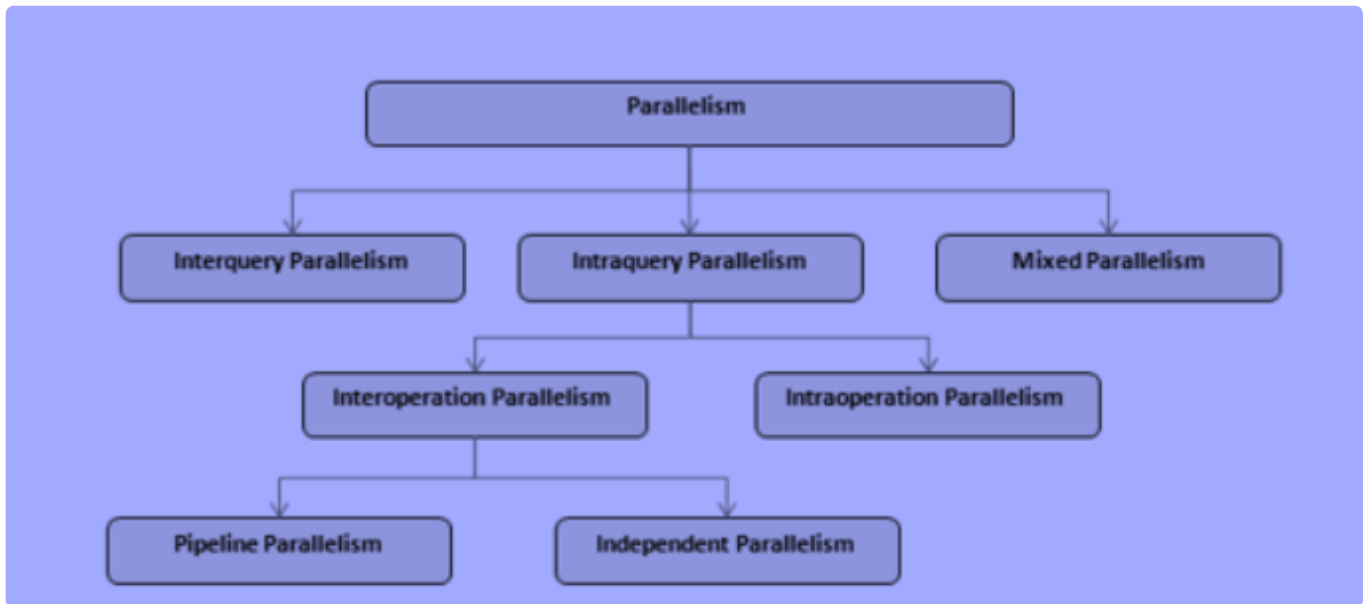 Parallelism
Interquery Parallelism
Intraquery Parallelism
Mixed Parallelism
Interoperation Parallelism
Intraoperation Parallelism
Pipeline Parallelism
Independent Parallelism